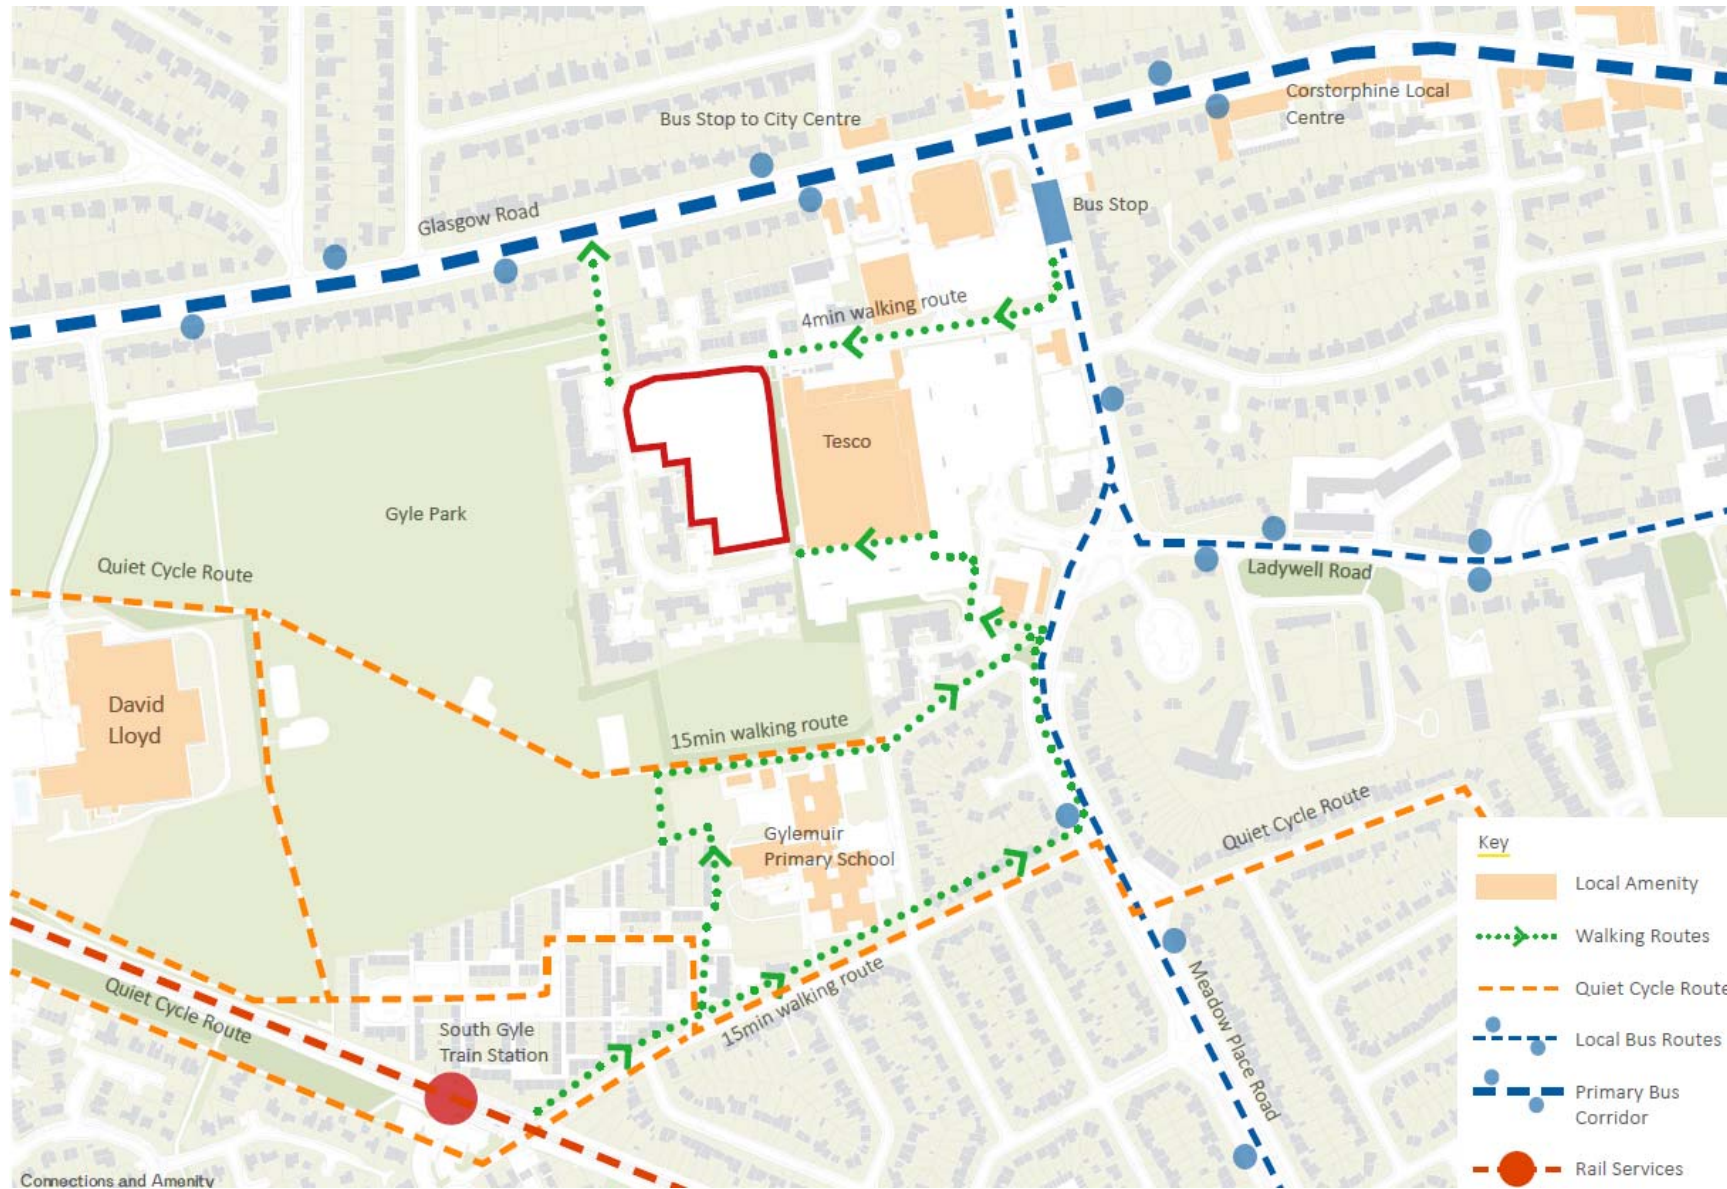 Corstorphine Local
Centre
Bus Stop to City Centre
Glasgow Road
Bus Stop
4min walking route
Tesco
Gyle Park
Quiet Cycle Route
Ladywell Road
David
Lloyd
15min walking route
Quiet Cycle Route
Gylemuir
Primary School
Quiet Cycle Route
South Gyle
Train Station
15min walking route
Meadow Place Road
Key
Local Amenity
Walking Routes
Quiet Cycle Route
Local Bus Routes
Primary Bus
Corridor
Rail Services
Connections and Amenity